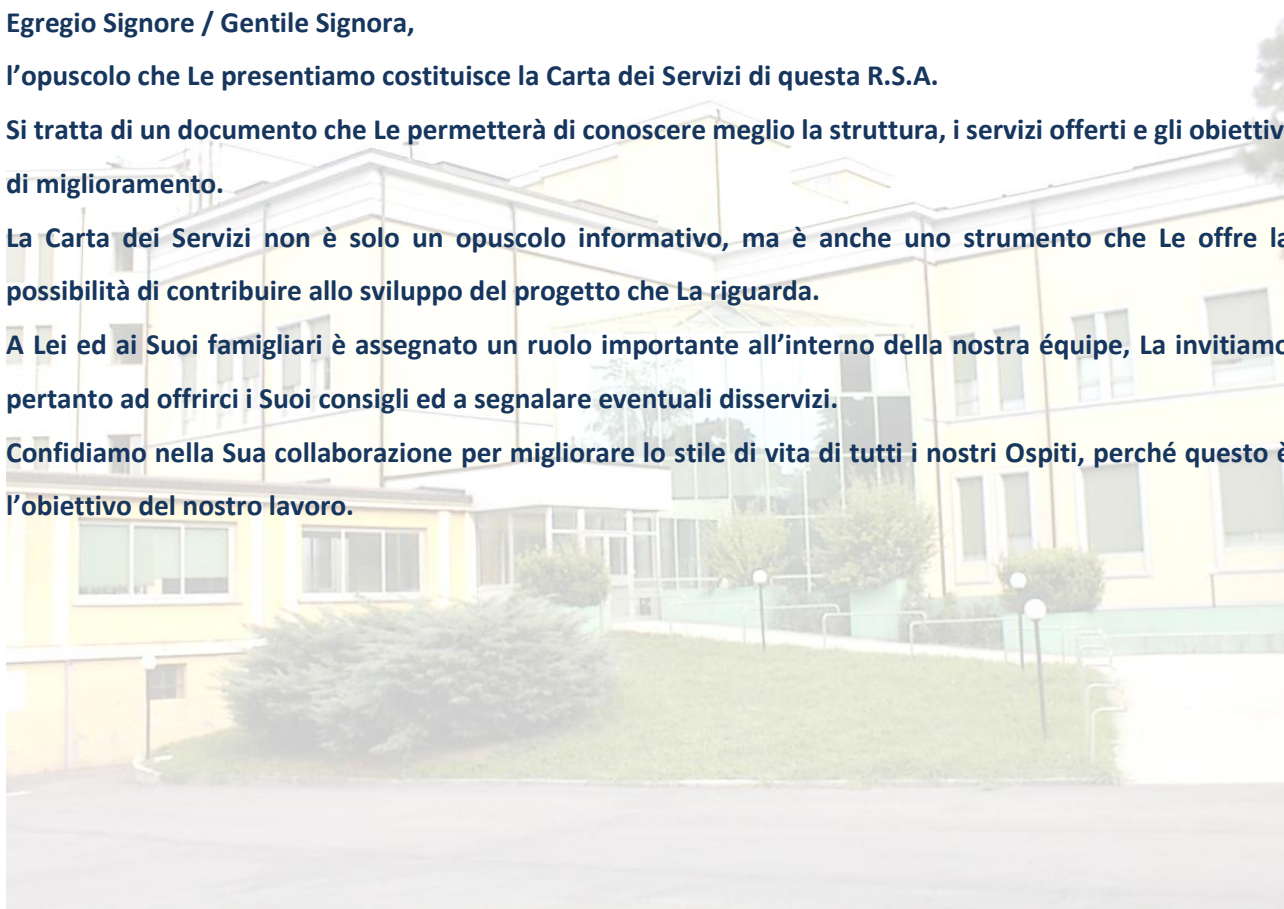 Egregio Signore / Gentile Signora,
l’opuscolo che Le presentiamo costituisce la Carta dei Servizi di questa R.S.A.
Si tratta di un documento che Le permetterà di conoscere meglio la struttura, i servizi offerti e gli obiettiv
di miglioramento.
La Carta dei Servizi non è solo un opuscolo informativo, ma è anche uno strumento che Le offre la
possibilità di contribuire allo sviluppo del progetto che La riguarda.
A Lei ed ai Suoi famigliari è assegnato un ruolo importante all’interno della nostra équipe, La invitiamo
pertanto ad offrirci i Suoi consigli ed a segnalare eventuali disservizi.
Confidiamo nella Sua collaborazione per migliorare lo stile di vita di tutti i nostri Ospiti, perché questo è
l’obiettivo del nostro lavoro.